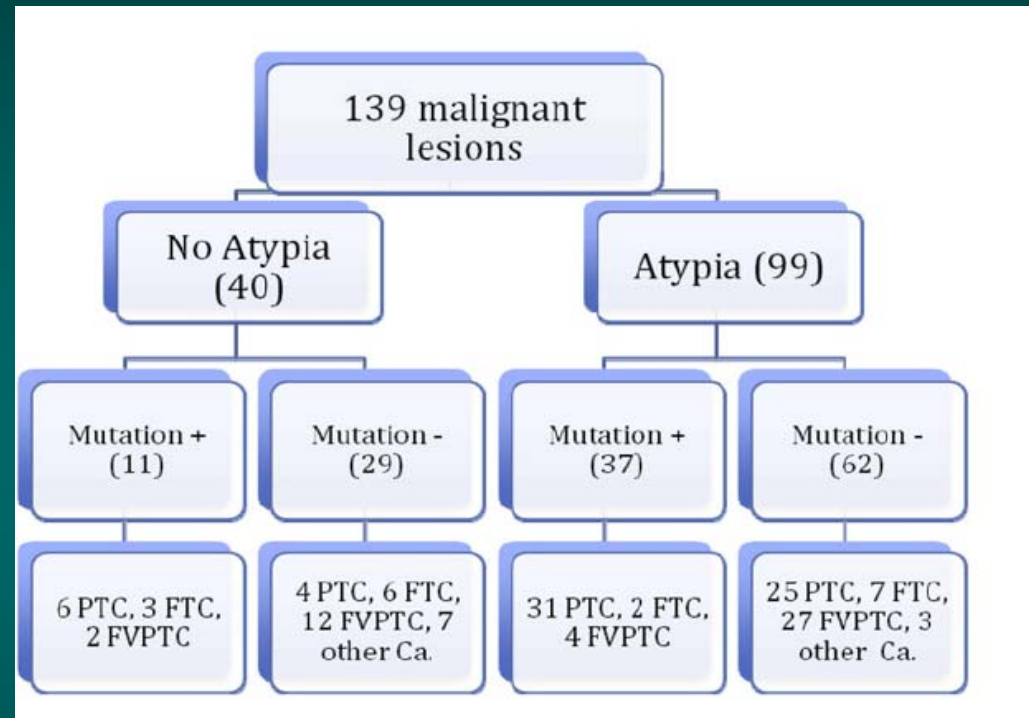 139 malignant
lesions
No Atypia
(40)
Atypia (99)
Mutation +
(11)
Mutation -
(29)
Mutation +
(37)
Mutation -
(62)
6 PTC, 3 FTC,
2 FVPTC
4 PTC, 6 FTC,
12 FVPTC, 7
other Ca.
31 PTC, 2 FTC,
4 FVPTC
25 PTC, 7 FTC,
27 FVPTC, 3
other Ca.